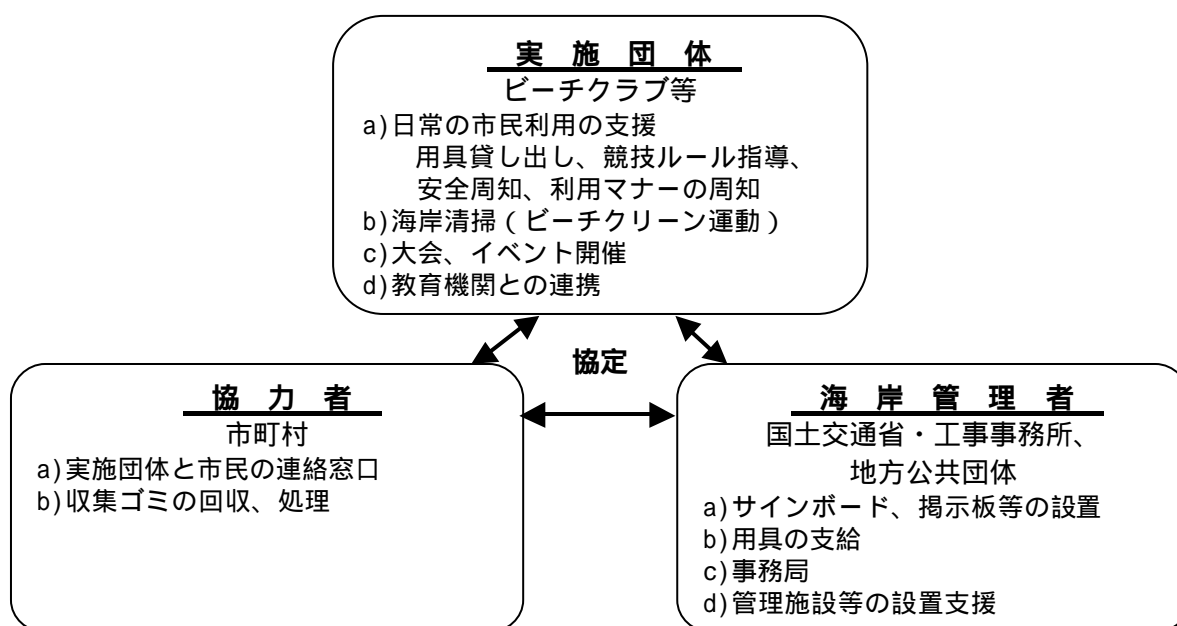 実 施 団 体
ビーチクラブ等
a)日常の市民利用の支援
用具貸し出し、競技ルール指導、
安全周知、利用マナーの周知
b)海岸清掃(ビーチクリーン運動)
c)大会、イベント開催
d)教育機関との連携
協定
協 力 者
市町村
a)実施団体と市民の連絡窓口
b)収集ゴミの回収、処理
海 岸 管 理 者
国土交通省・工事事務所、
地方公共団体
a)サインボード、掲示板等の設置
b)用具の支給
c)事務局
d)管理施設等の設置支援